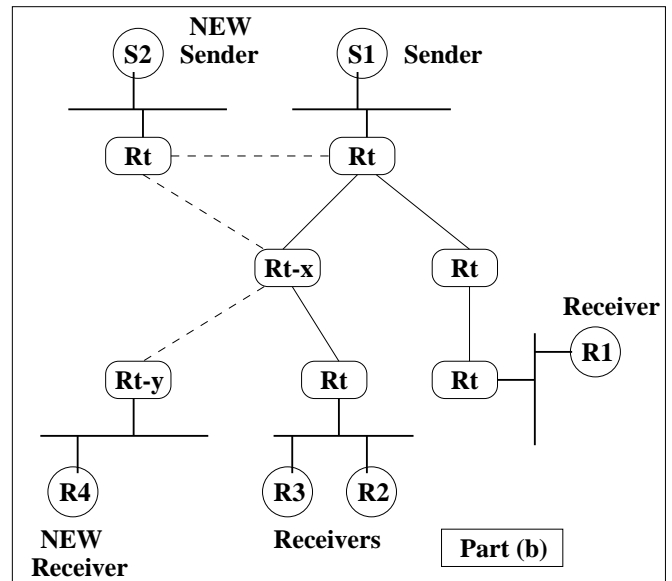 NEW
Sender
S2
S1
Sender
Rt
Rt
Rt-x
Rt
Receiver
R1
Rt-y
Rt
Rt
R4
R3
R2
NEW
Receiver
Receivers
Part (b)